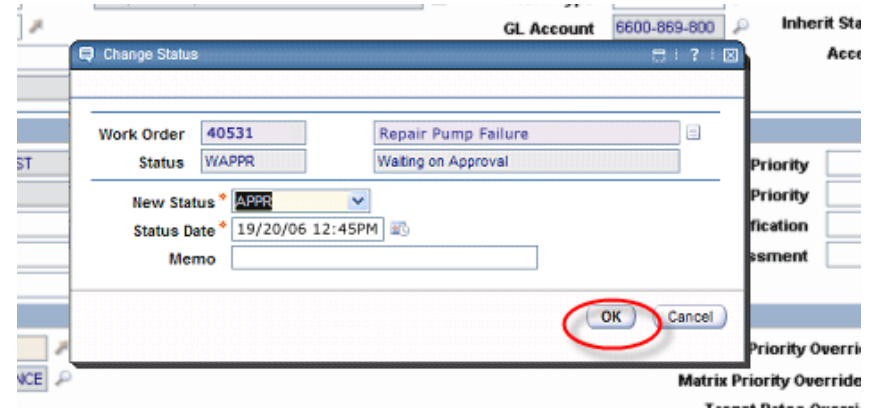 GL Account 6600-869-800 Inherit Sta
Change Status ?
Acce
Work Order 40531 Repair Pump Failure
ST Status WAPPR Waiting on Approval Priority
New Status * APPR Priority
Status Date * 19/20/06 12:45PM fication
Memo ssment
OK Cancel
Priority Overri
NCE Matrix Priority Override